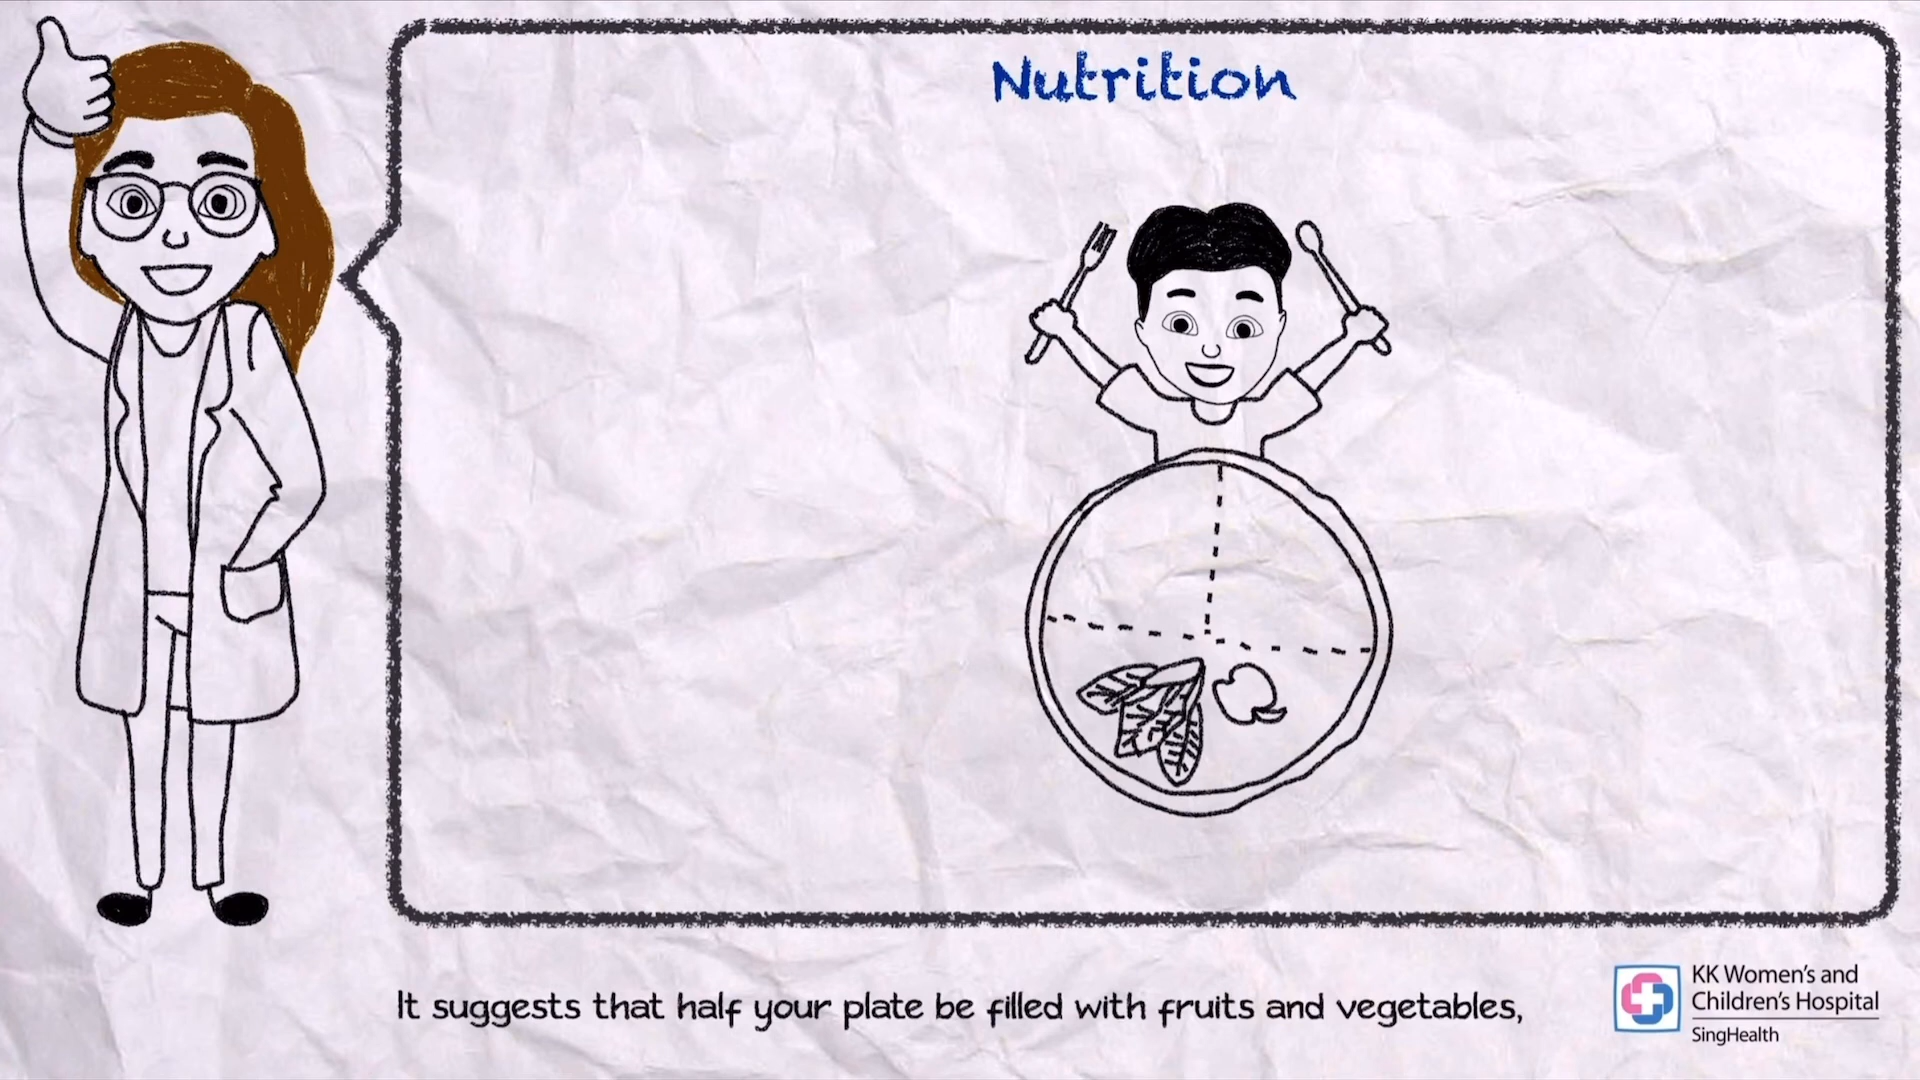 Nutrition
It suggests that half your plate be filled with fruits and vegetables,
KK Women's and
Children's Hospital
SingHealth